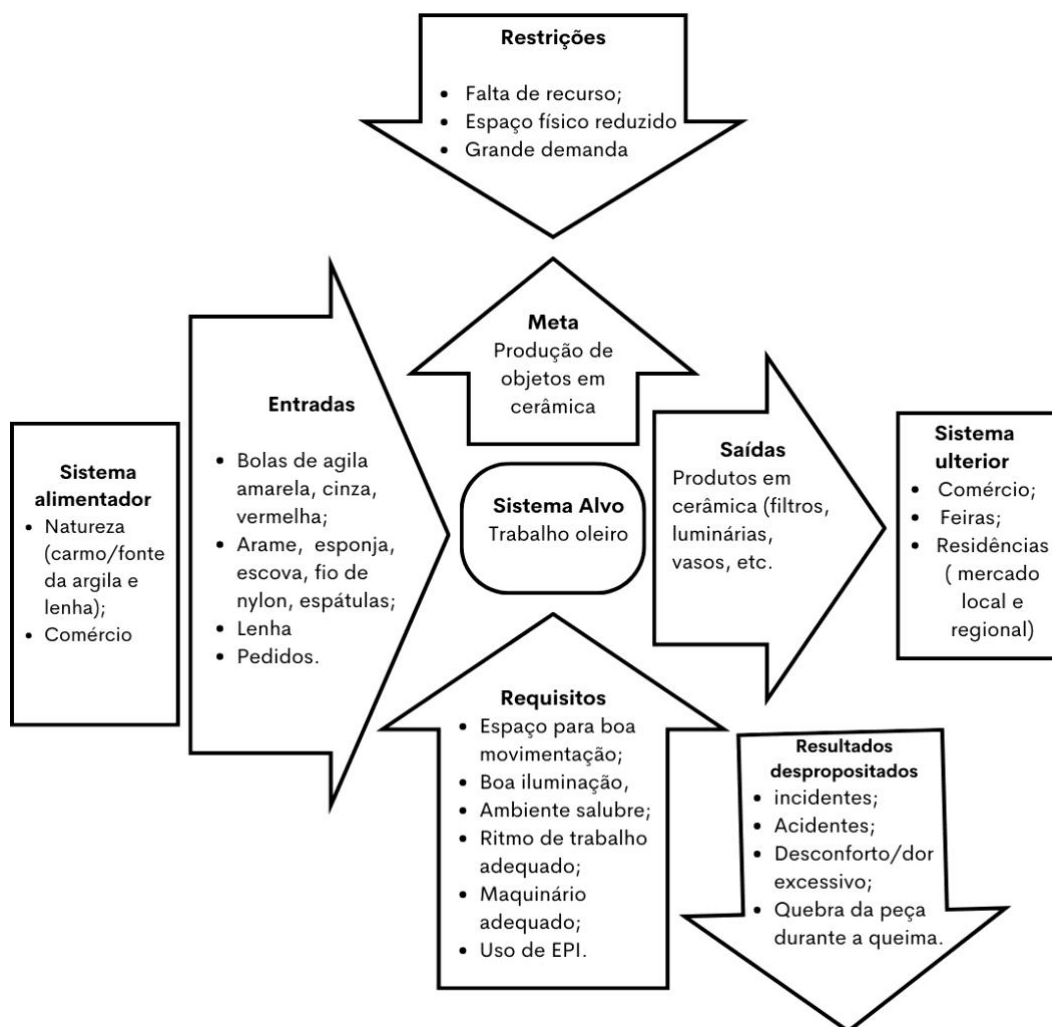 Restrições
• Falta de recurso;
• Espaço físico reduzido
• Grande demanda
Meta
Produção de
objetos em
cerâmica
Sistema
alimentador
• Natureza
(carmo/fonte
da argila e
lenha);
• Comércio
Entradas
• Bolas de agila
amarela, cinza,
vermelha;
• Arame, esponja,
escova, fio de
nylon, espátulas;
• Lenha
• Pedidos.
Sistema Alvo
Trabalho oleiro
Saídas
Produtos em
cerâmica (filtros,
luminárias,
vasos, etc.
Sistema
ulterior
• Comércio;
• Feiras;
• Residências
( mercado
local e
regional)
Requisitos
• Espaço para boa
movimentação;
• Boa iluminação,
• Ambiente salubre;
• Ritmo de trabalho
adequado;
• Maquinário
adequado;
• Uso de EPI.
Resultados
despropositados
• incidentes;
• Acidentes;
• Desconforto/dor
excessivo;
• Quebra da peça
durante a queima.